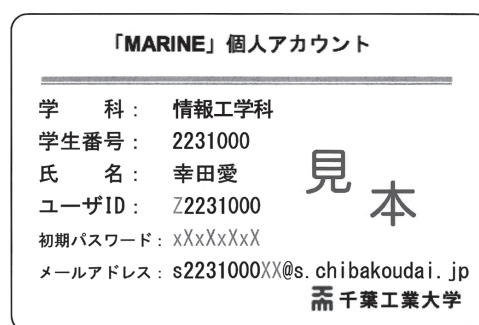 「MARINE」個人アカウント
学　　科： 情報工学科
学生番号： 2231000
氏　　名： 幸田愛
ユーザID： Z2231000
初期パスワード： xXxXxXxX
メールアドレス： s2231000XX@s.chibakoudai.jp
見本
千葉工業大学